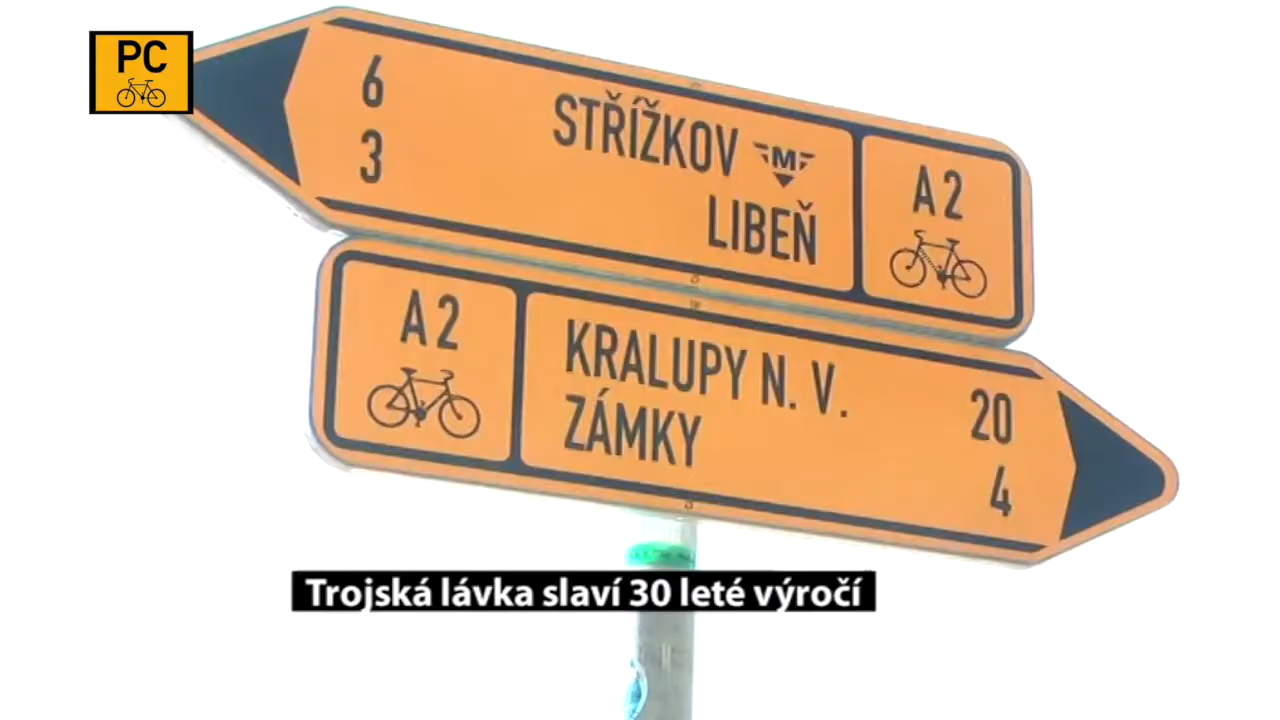 PC
6 STŘÍŽKOV M
3 LIBEŇ
A 2
A 2
KRALUPY N. V. 20
ZÁMKY 4
Trojská lávka slaví 30 leté výročí